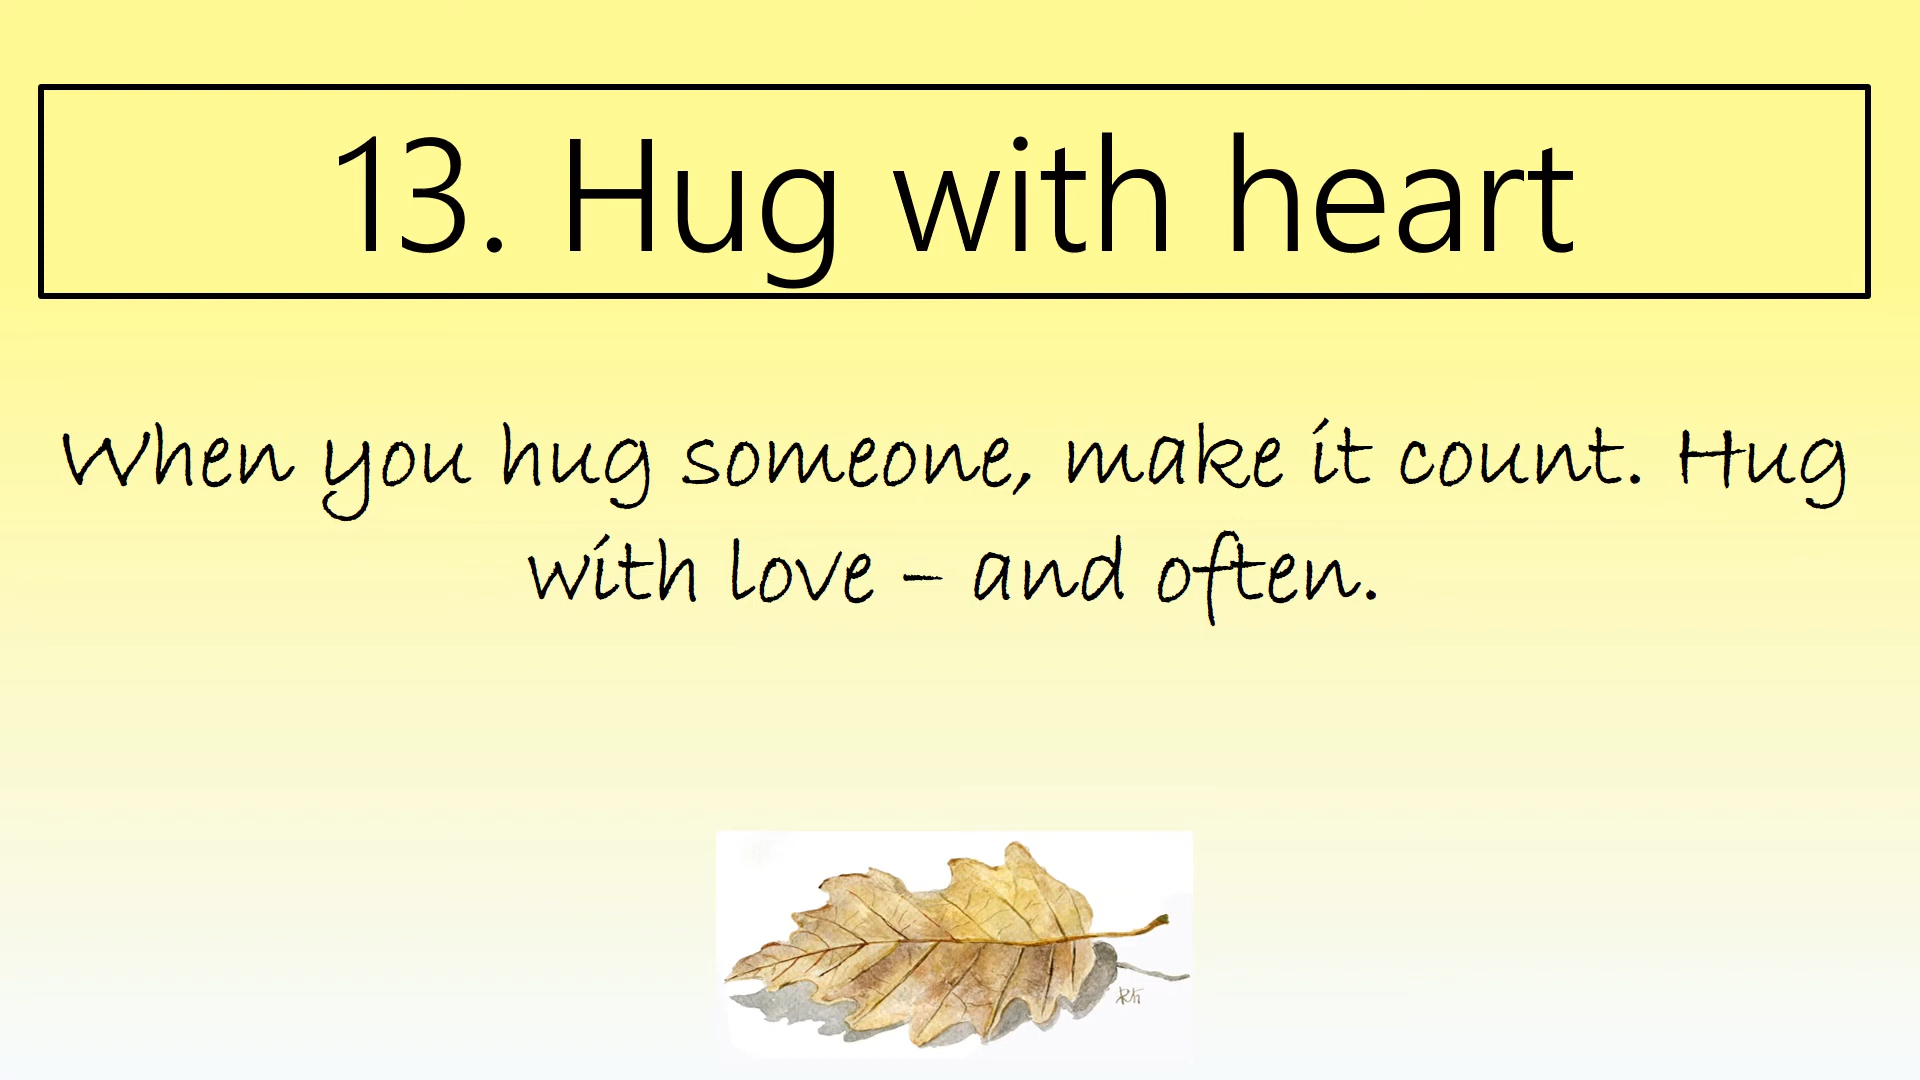 13. Hug with heart
When you hug someone, make it count. Hug
with love – and often.